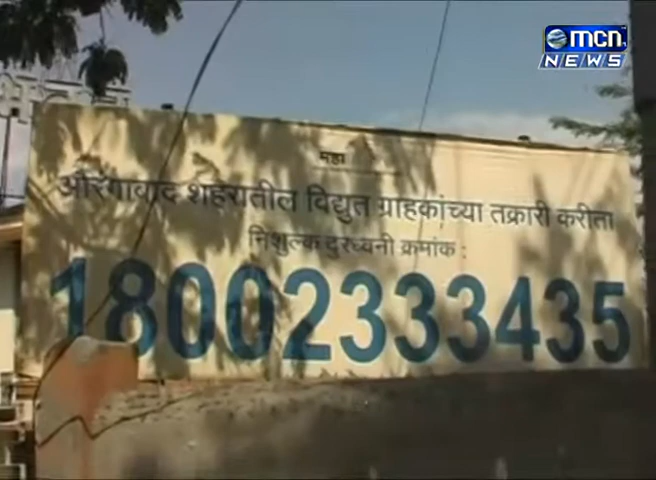 mcn
NEWS
महा
औरंगाबाद शहरातील विद्युत ग्राहकांच्या तक्रारी करीता
निशुल्क दुरध्वनी क्रमांक :
18002333435